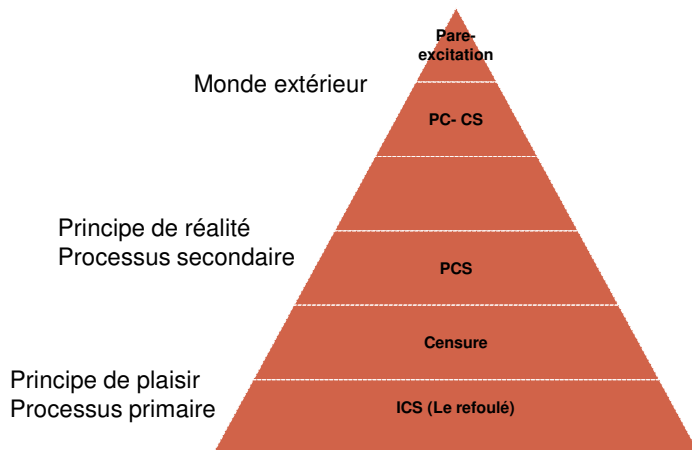 Pare-
excitation
Monde extérieur
PC- CS
Principe de réalité
Processus secondaire
PCS
Censure
Principe de plaisir
Processus primaire
ICS (Le refoulé)